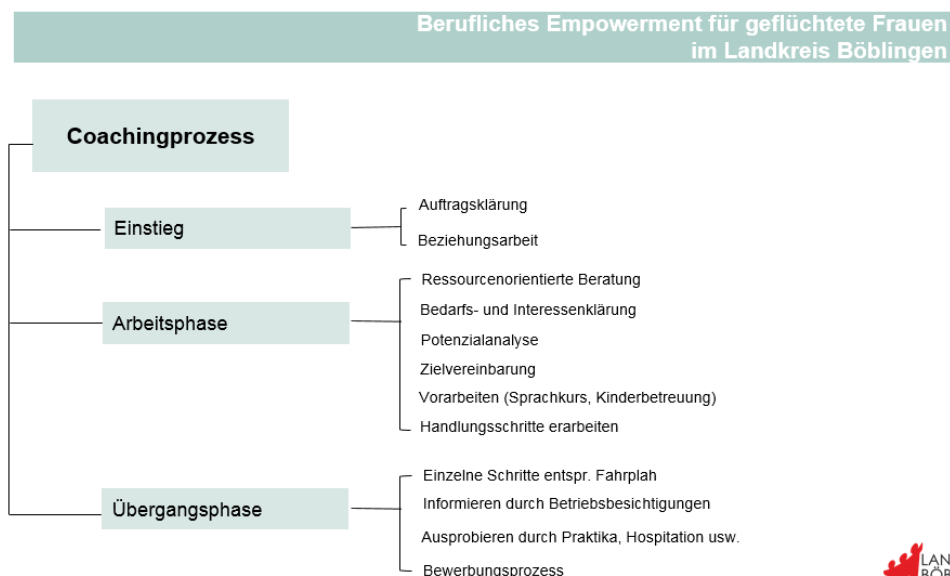 Berufliches Empowerment für geflüchtete Frauen
im Landkreis Böblingen
Coachingprozess
Einstieg
Auftragsklärung
Beziehungsarbeit
Arbeitsphase
Ressourcenorientierte Beratung
Bedarfs- und Interessenklärung
Potenzialanalyse
Zielvereinbarung
Vorarbeiten (Sprachkurs, Kinderbetreuung)
Handlungsschritte erarbeiten
Übergangsphase
Einzelne Schritte entspr. Fahrplah
Informieren durch Betriebsbesichtigungen
Ausprobieren durch Praktika, Hospitation usw.
Bewerbungsprozess